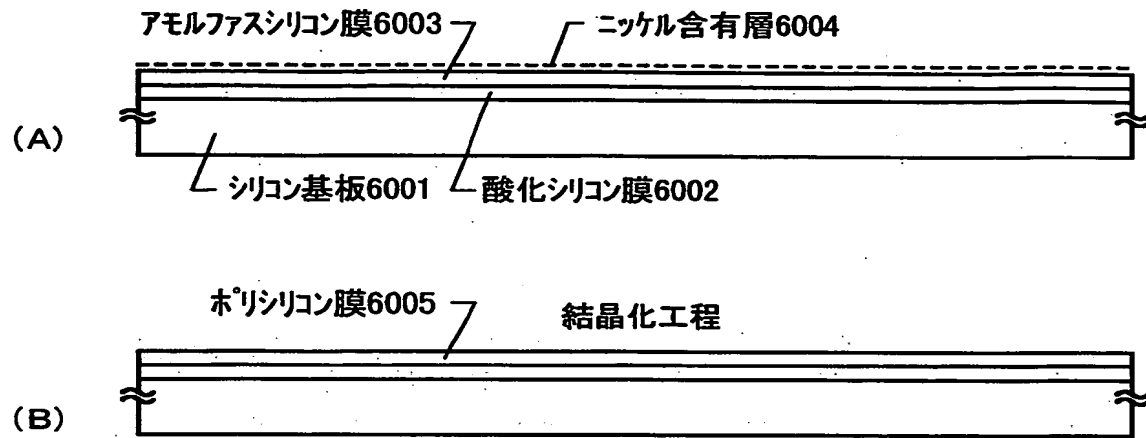 アモルファスシリコン膜6003 ニッケル含有層6004
(A)
シリコン基板6001 酸化シリコン膜6002
ポリシリコン膜6005 結晶化工程
(B)